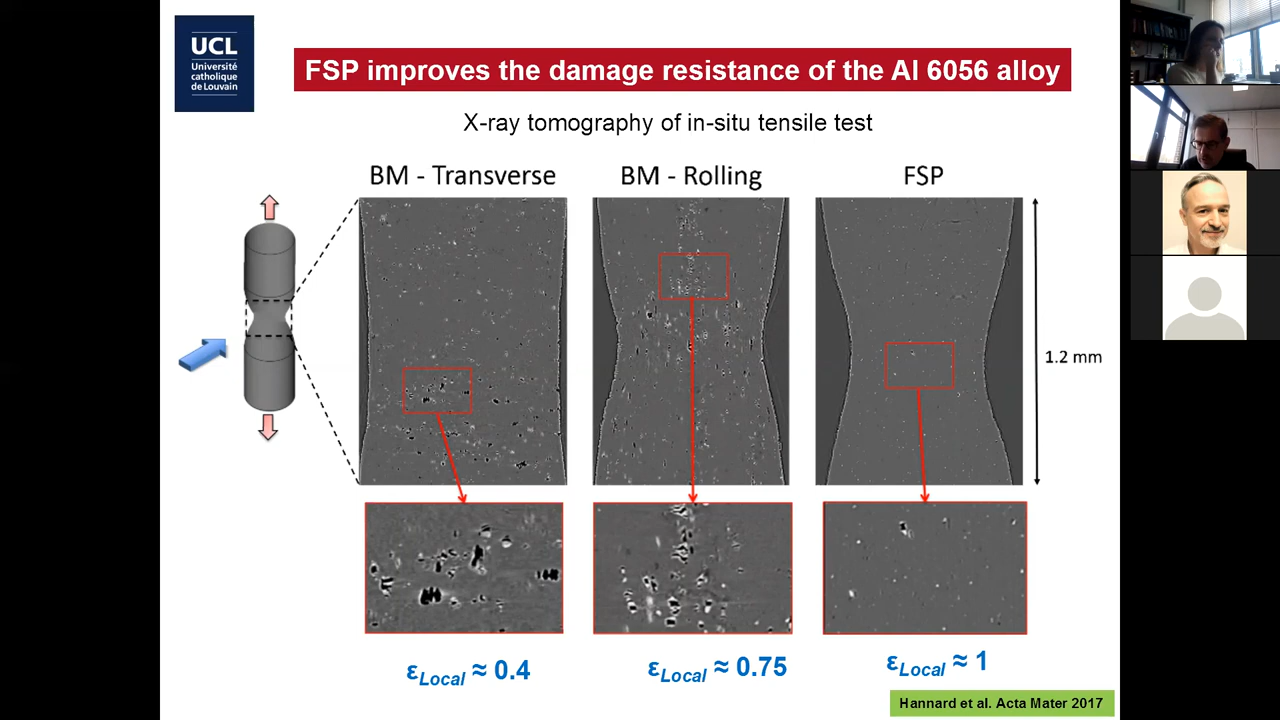 UCL
Université
catholique
de Louvain
FSP improves the damage resistance of the Al 6056 alloy
X-ray tomography of in-situ tensile test
BM - Transverse
BM - Rolling
FSP
1.2 mm
εLocal ≈ 0.4
εLocal ≈ 0.75
εLocal ≈ 1
Hannard et al. Acta Mater 2017